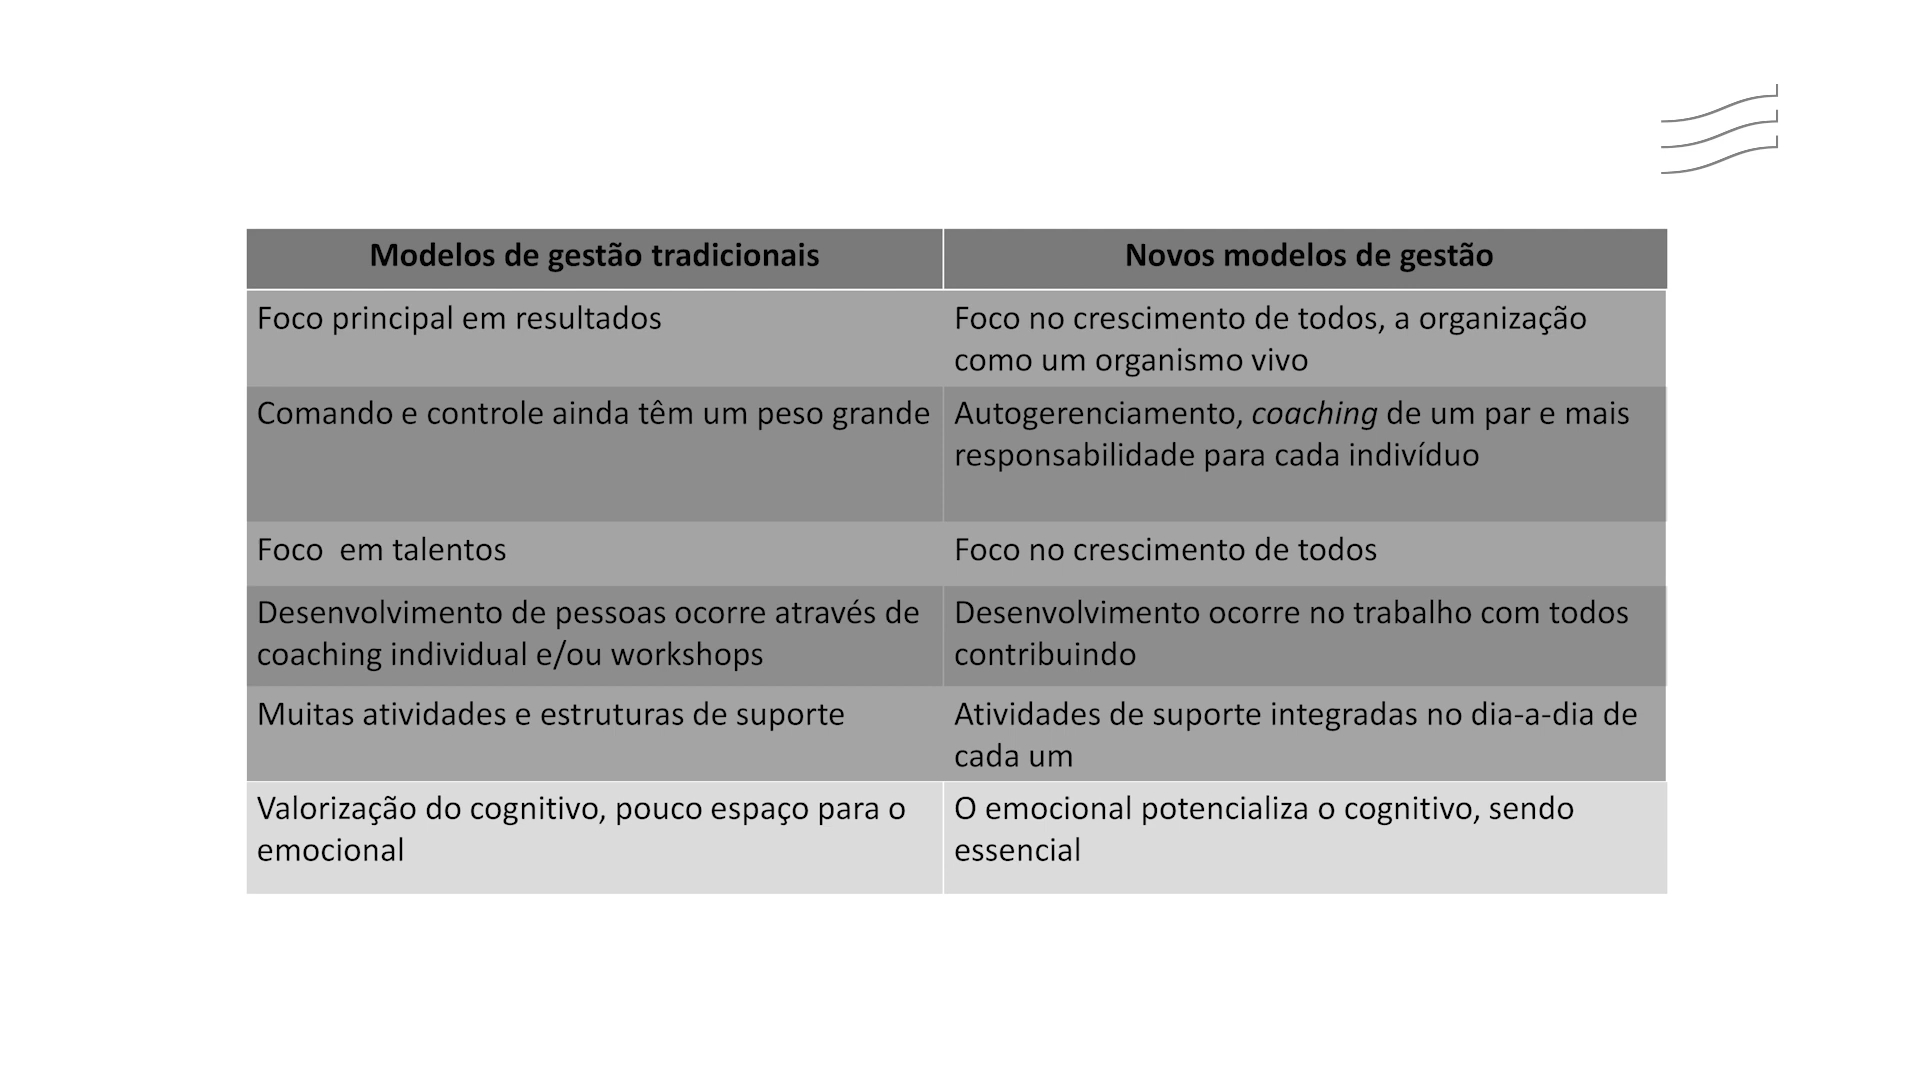 Modelos de gestão tradicionais
Novos modelos de gestão
Foco principal em resultados
Foco no crescimento de todos, a organização
como um organismo vivo
Comando e controle ainda têm um peso grande
Autogerenciamento, coaching de um par e mais
responsabilidade para cada indivíduo
Foco  em talentos
Foco no crescimento de todos
Desenvolvimento de pessoas ocorre através de
coaching individual e/ou workshops
Desenvolvimento ocorre no trabalho com todos
contribuindo
Muitas atividades e estruturas de suporte
Atividades de suporte integradas no dia-a-dia de
cada um
Valorização do cognitivo, pouco espaço para o
emocional
O emocional potencializa o cognitivo, sendo
essencial